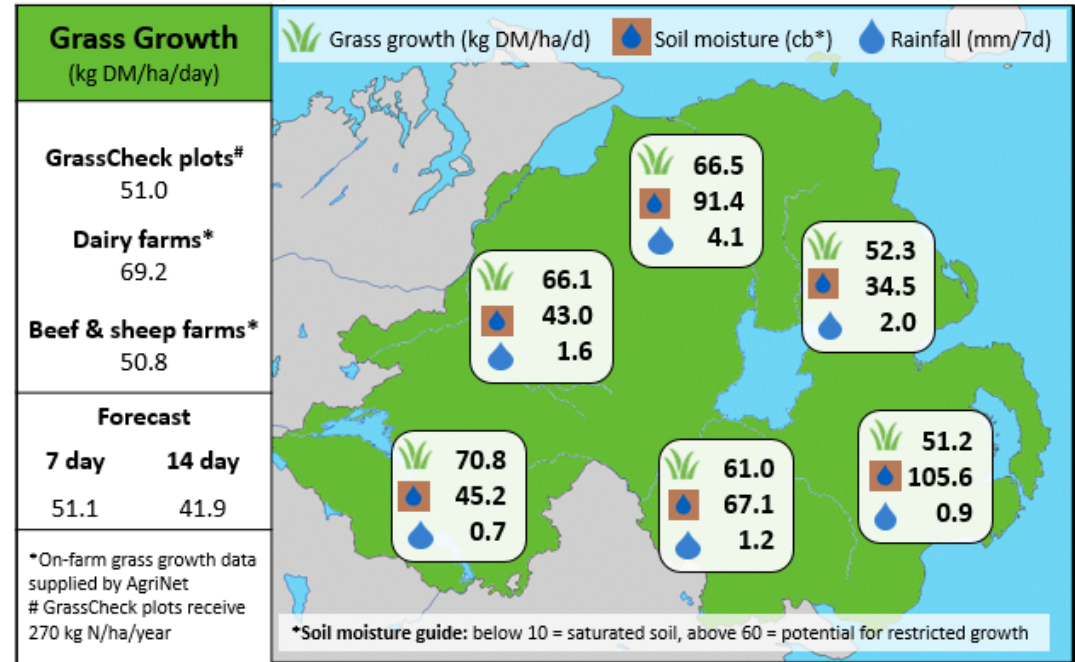 Grass Growth
(kg DM/ha/day)
GrassCheck plots#
51.0
Dairy farms*
69.2
Beef & sheep farms*
50.8
Forecast
7 day 14 day
51.1 41.9
*On-farm grass growth data
supplied by AgriNet
# GrassCheck plots receive
270 kg N/ha/year
Grass growth (kg DM/ha/d) Soil moisture (cb*) Rainfall (mm/7d)
66.5
91.4
4.1
52.3
34.5
2.0
66.1
43.0
1.6
51.2
105.6
0.9
70.8
45.2
0.7
61.0
67.1
1.2
*Soil moisture guide: below 10 = saturated soil, above 60 = potential for restricted growth